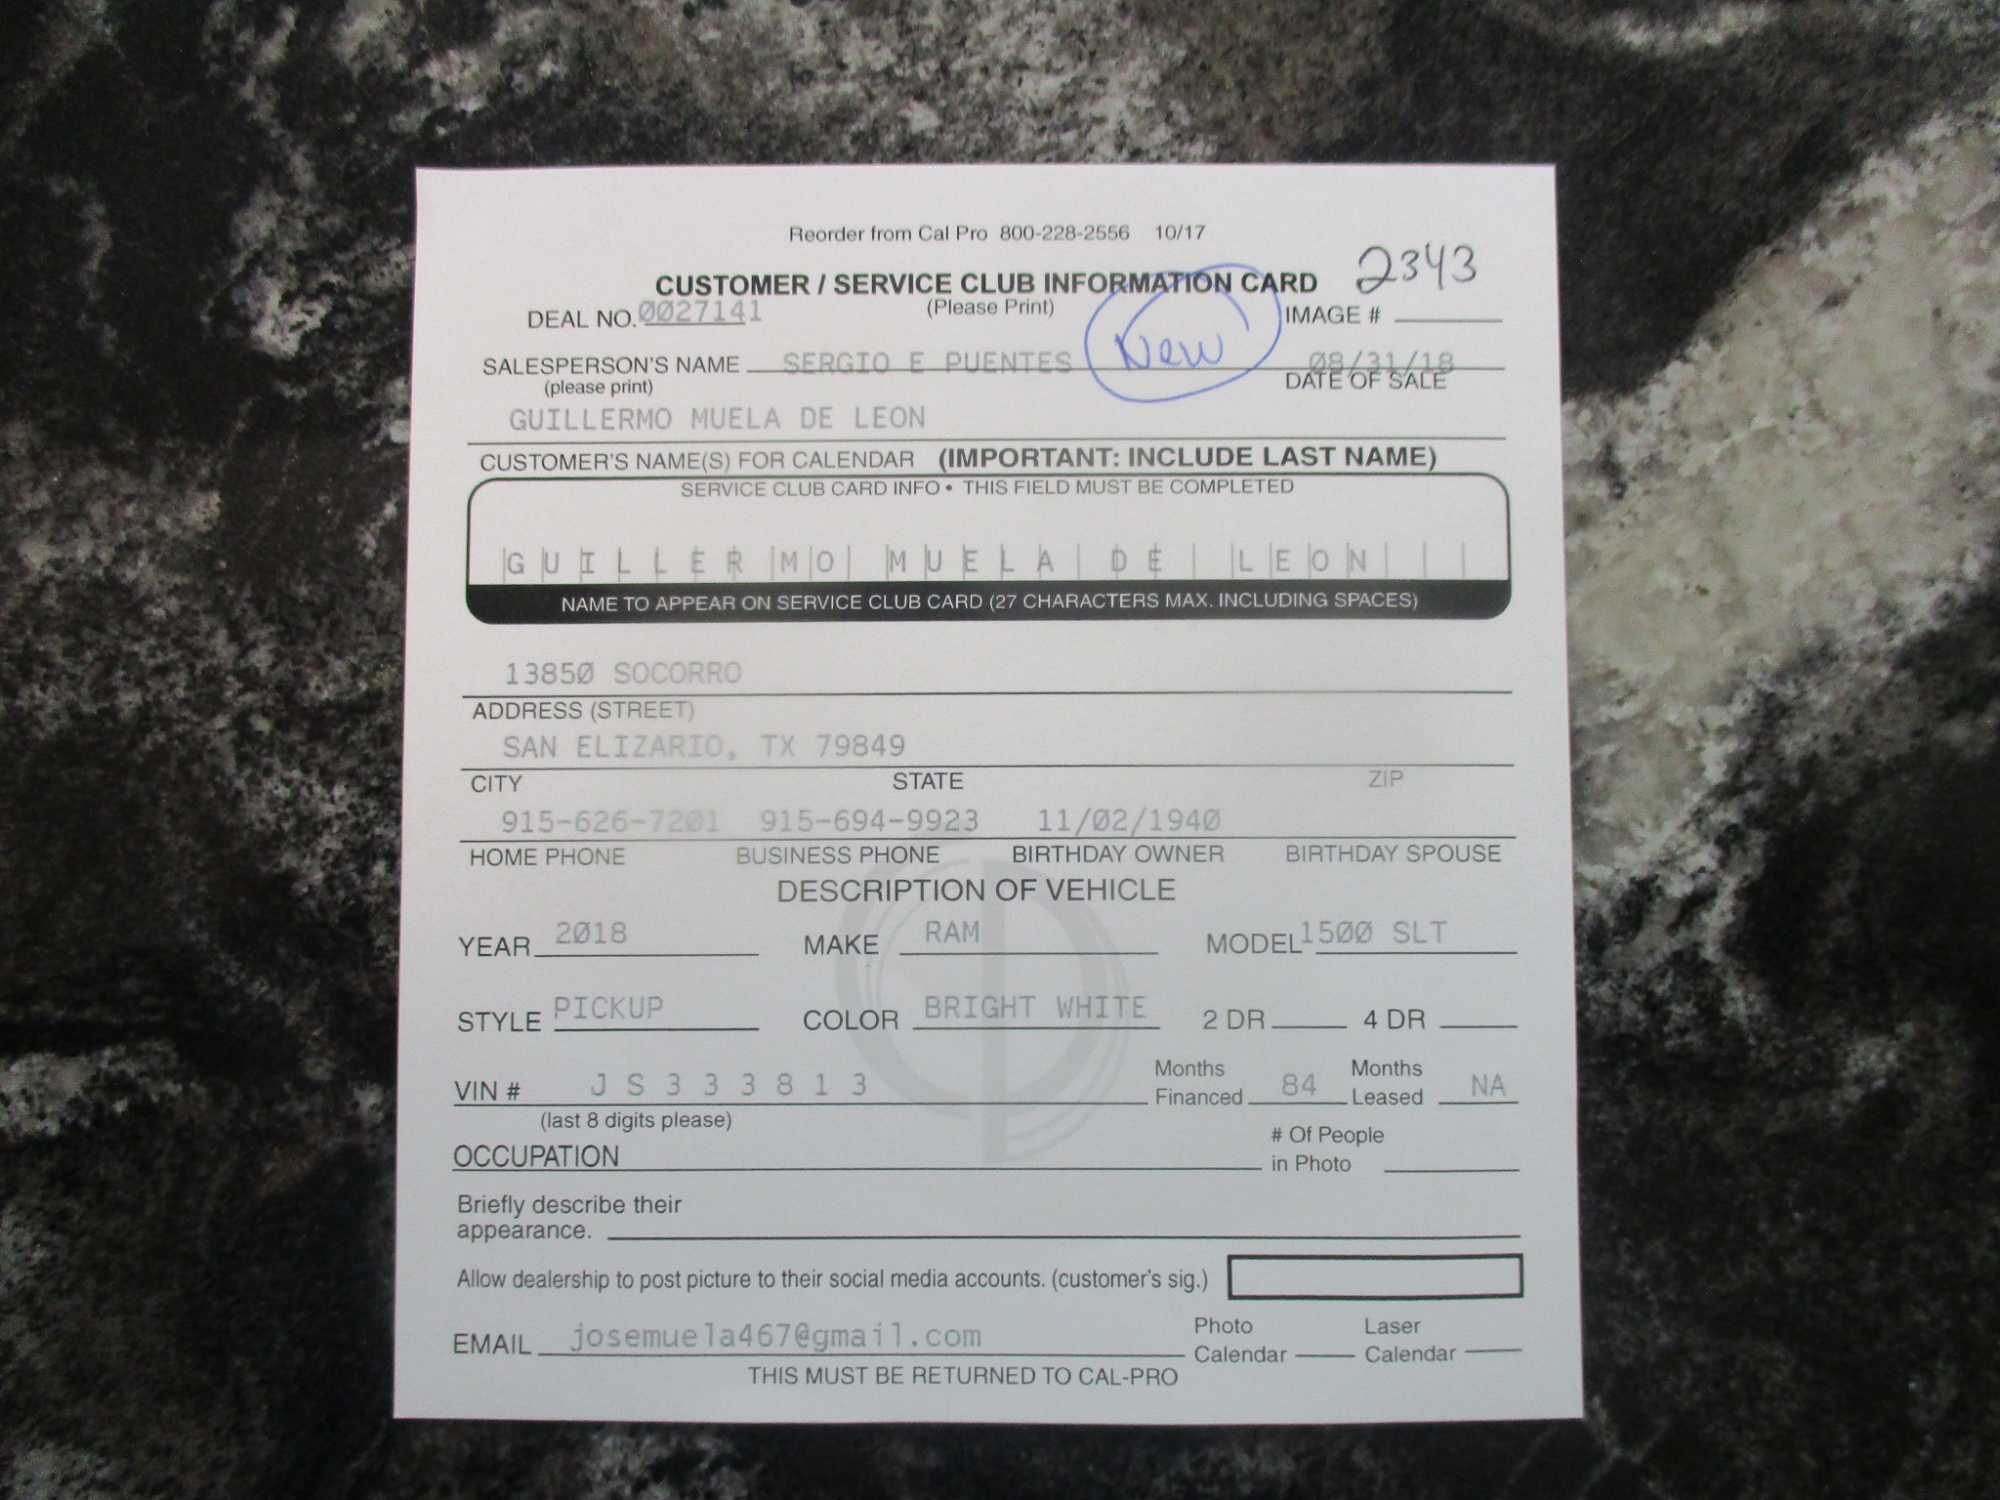 Reorder from Cal Pro 800-228-2556 10/17
CUSTOMER / SERVICE CLUB INFORMATION CARD 2343
DEAL NO. 0027141 (Please Print) New IMAGE #
SALESPERSON'S NAME SERGIO E PUENTES 08/31/18
(please print) DATE OF SALE
GUILLERMO MUELA DE LEON
CUSTOMER'S NAME(S) FOR CALENDAR (IMPORTANT: INCLUDE LAST NAME)
SERVICE CLUB CARD INFO • THIS FIELD MUST BE COMPLETED
GUILLERMO MUELA DE LEON
NAME TO APPEAR ON SERVICE CLUB CARD (27 CHARACTERS MAX. INCLUDING SPACES)
13850 SOCORRO
ADDRESS (STREET)
SAN ELIZARIO, TX 79849
CITY STATE ZIP
915-626-7201 915-694-9923 11/02/1940
HOME PHONE BUSINESS PHONE BIRTHDAY OWNER BIRTHDAY SPOUSE
DESCRIPTION OF VEHICLE
YEAR 2018 MAKE RAM MODEL 1500 SLT
STYLE PICKUP COLOR BRIGHT WHITE 2 DR 4 DR
VIN # J S 3 3 3 8 1 3 Months Financed 84 Months Leased NA
(last 8 digits please)
OCCUPATION # Of People in Photo
Briefly describe their
appearance.
Allow dealership to post picture to their social media accounts. (customer's sig.)
EMAIL josemuela467@gmail.com Photo Calendar Laser Calendar
THIS MUST BE RETURNED TO CAL-PRO